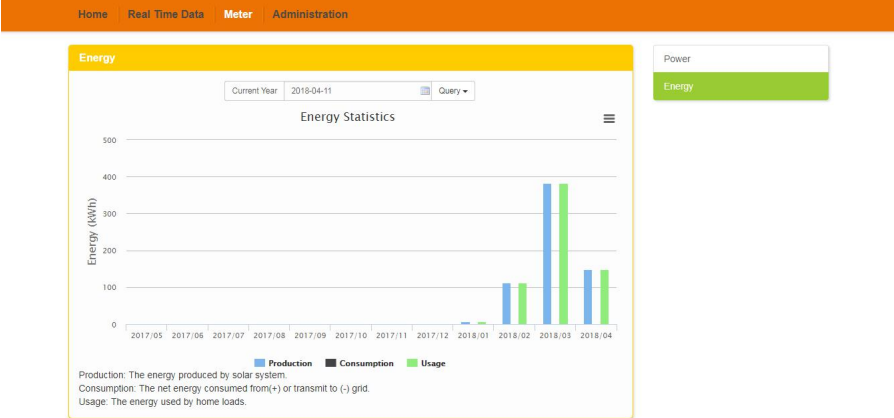 Home Real Time Data Meter Administration
Energy
Power
Energy
Current Year 2018-04-11 Query
Energy Statistics
Energy (kWh)
500
400
300
200
100
0
2017/05 2017/06 2017/07 2017/08 2017/09 2017/10 2017/11 2017/12 2018/01 2018/02 2018/03 2018/04
Production Consumption Usage
Production: The energy produced by solar system.
Consumption: The net energy consumed from(+) or transmit to (-) grid.
Usage: The energy used by home loads.